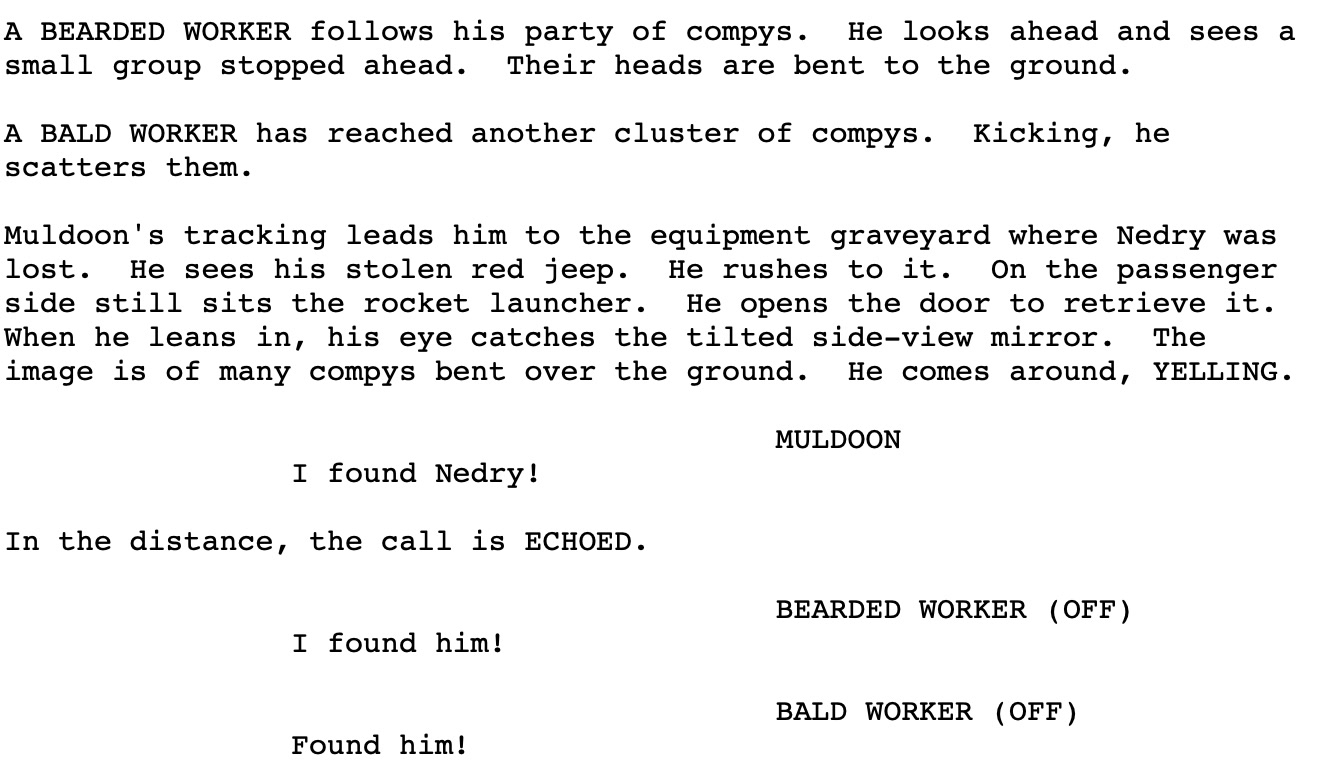 A BEARDED WORKER follows his party of compys.  He looks ahead and sees a
small group stopped ahead.  Their heads are bent to the ground.
A BALD WORKER has reached another cluster of compys.  Kicking, he
scatters them.
Muldoon's tracking leads him to the equipment graveyard where Nedry was
lost.  He sees his stolen red jeep.  He rushes to it.  On the passenger
side still sits the rocket launcher.  He opens the door to retrieve it.
When he leans in, his eye catches the tilted side-view mirror.  The
image is of many compys bent over the ground.  He comes around, YELLING.
MULDOON
I found Nedry!
In the distance, the call is ECHOED.
BEARDED WORKER (OFF)
I found him!
BALD WORKER (OFF)
Found him!